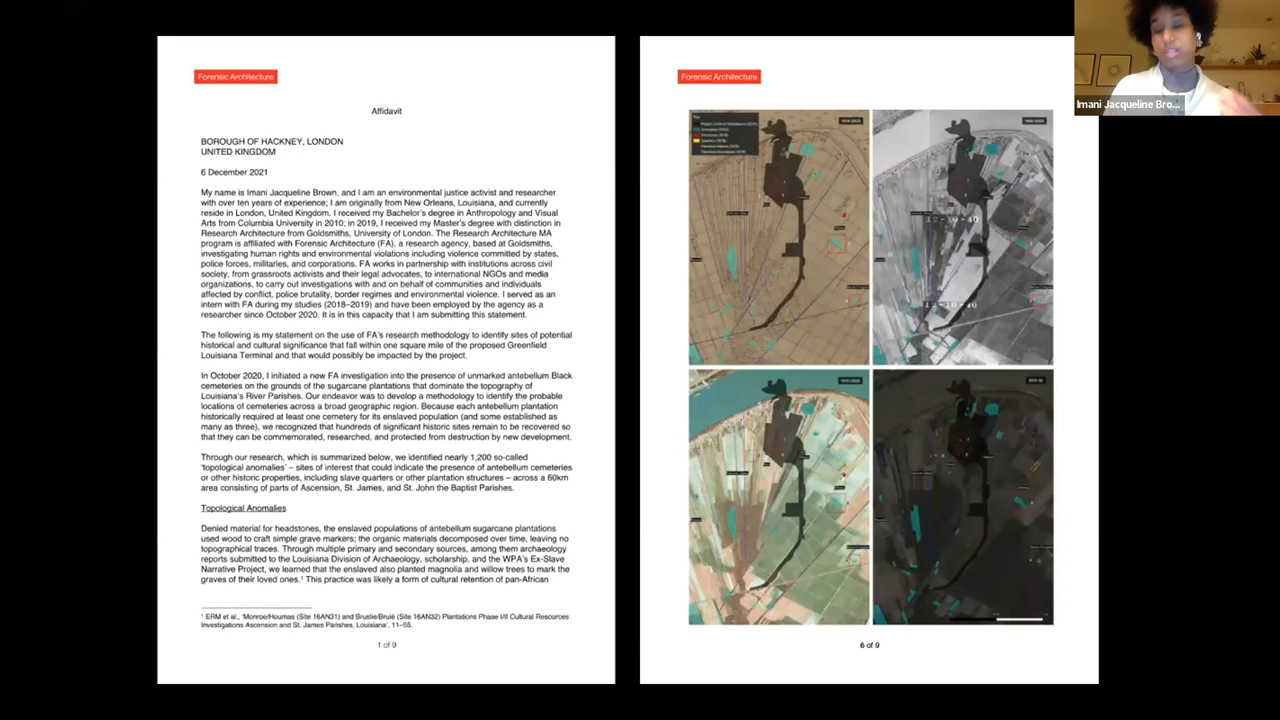 Forensic Architecture
Affidavit
BOROUGH OF HACKNEY, LONDON
UNITED KINGDOM
6 December 2021
My name is Imani Jacqueline Brown, and I am an environmental justice activist and researcher
with over ten years of experience; I am originally from New Orleans, Louisiana, and currently
reside in London, United Kingdom. I received my Bachelor's degree in Anthropology and Visual
Arts from Columbia University in 2010; in 2019, I received my Master's degree with distinction in
Research Architecture from Goldsmiths, University of London. The Research Architecture MA
program is affiliated with Forensic Architecture (FA), a research agency, based at Goldsmiths,
investigating human rights and environmental violations including violence committed by states,
police forces, militaries, and corporations. FA works in partnership with institutions across civil
society, from grassroots activists and their legal advocates, to international NGOs and media
organizations, to carry out investigations with and on behalf of communities and individuals
affected by conflict, police brutality, border regimes and environmental violence. I served as an
intern with FA during my studies (2018–2019) and have been employed by the agency as a
researcher since October 2020. It is in this capacity that I am submitting this statement.
The following is my statement on the use of FA's research methodology to identify sites of potential
historical and cultural significance that fall within one square mile of the proposed Greenfield
Louisiana Terminal and that would possibly be impacted by the project.
In October 2020, I initiated a new FA investigation into the presence of unmarked antebellum Black
cemeteries on the grounds of the sugarcane plantations that dominate the topography of
Louisiana's River Parishes. Our endeavor was to develop a methodology to identify the probable
locations of cemeteries across a broad geographic region. Because each antebellum plantation
historically required at least one cemetery for its enslaved population (and some established as
many as three), we recognized that hundreds of significant historic sites remain to be recovered so
that they can be commemorated, researched, and protected from destruction by new development.
Through our research, which is summarized below, we identified nearly 1,200 so-called
'topological anomalies' – sites of interest that could indicate the presence of antebellum cemeteries
or other historic properties, including slave quarters or other plantation structures – across a 60km
area consisting of parts of Ascension, St. James, and St. John the Baptist Parishes.
Topological Anomalies
Denied material for headstones, the enslaved populations of antebellum sugarcane plantations
used wood to craft simple grave markers; the organic materials decomposed over time, leaving no
topographical traces. Through multiple primary and secondary sources, among them archaeology
reports submitted to the Louisiana Division of Archaeology, scholarship, and the WPA's Ex-Slave
Narrative Project, we learned that the enslaved also planted magnolia and willow trees to mark the
graves of their loved ones.¹ This practice was likely a form of cultural retention of pan-African
¹ ERM et al., 'Monroe/Houmas (Site 16AN31) and Bruslie/Brulé (Site 16AN32) Plantations Phase I/II Cultural Resources
Investigations Ascension and St. James Parishes, Louisiana', 11–55.
1 of 9
Forensic Architecture
12-10-40
12-10-40
6 of 9
Imani Jacqueline Bro...